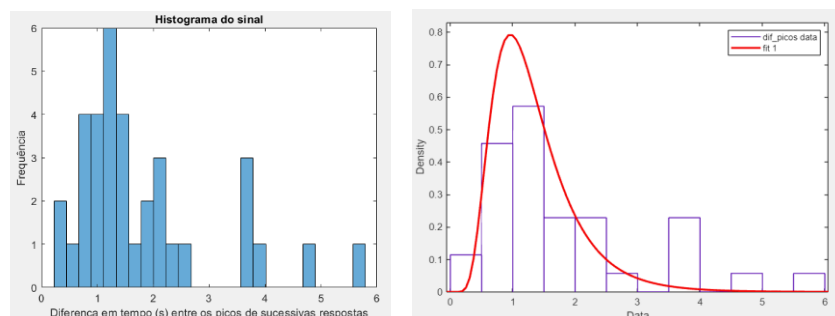 Histograma do sinal
6
5
4
3
2
1
0
Frequência
0 1 2 3 4 5 6
Diferença em tempo (s) entre os picos de sucessivas respostas
dif_picos data
fit 1
0.8
0.7
0.6
0.5
0.4
0.3
0.2
0.1
0
Density
0 1 2 3 4 5 6
Data